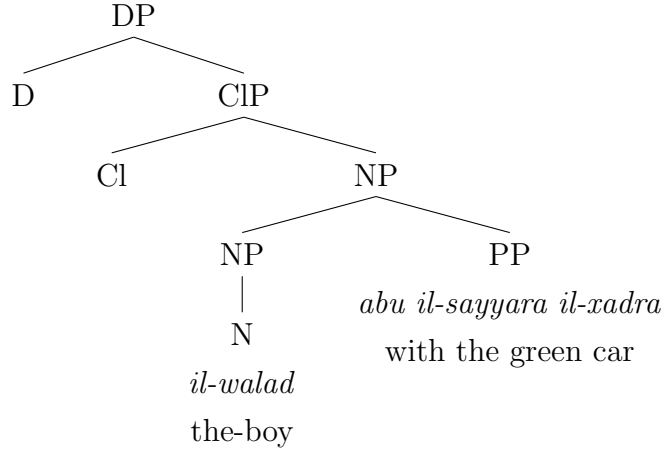 DP
D ClP
Cl NP
NP PP
abu il-sayyara il-xadra
with the green car
N
il-walad
the-boy